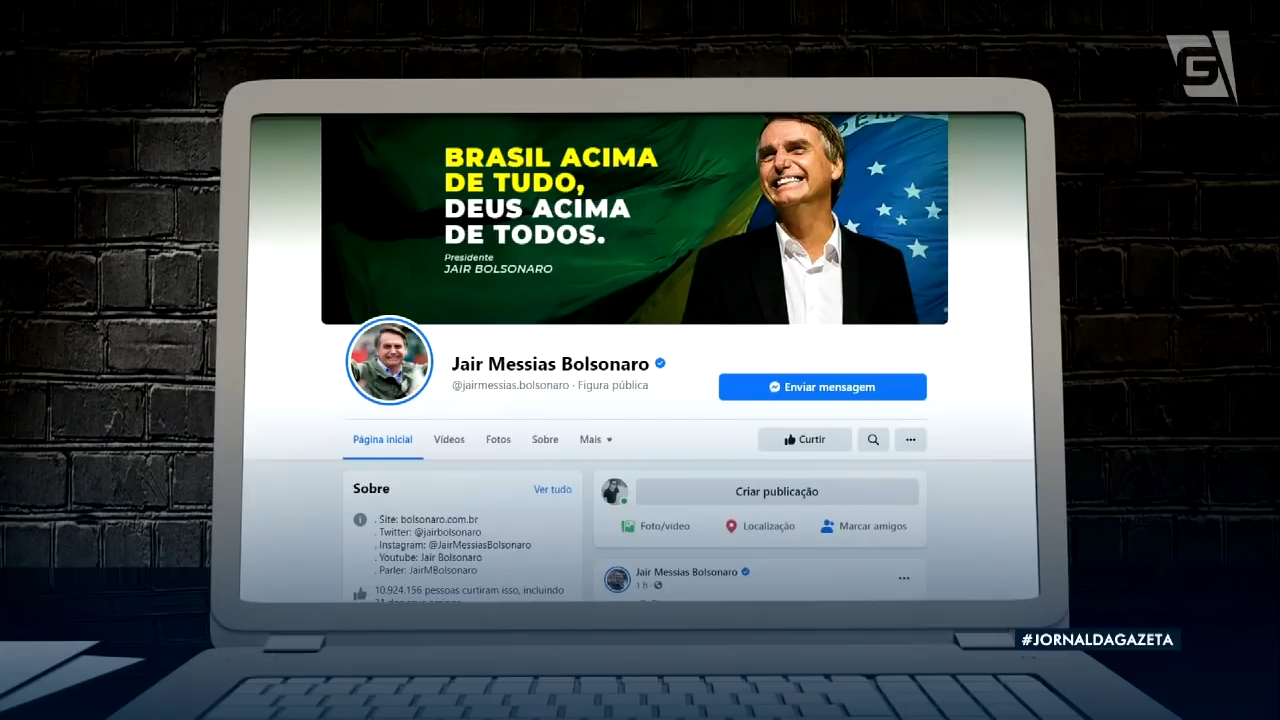 BRASIL ACIMA
DE TUDO,
DEUS ACIMA
DE TODOS.
Presidente
JAIR BOLSONARO
Jair Messias Bolsonaro
@jairmessias.bolsonaro · Figura pública
Enviar mensagem
Página inicial Vídeos Fotos Sobre Mais
Curtir
Sobre Ver tudo
. Site: bolsonaro.com.br
. Twitter: @jairbolsonaro
. Instagram: @JairMessiasBolsonaro
. Youtube: Jair Bolsonaro
. Parler: JairMBolsonaro
10.924.156 pessoas curtiram isso, incluindo
Criar publicação
Foto/vídeo Localização Marcar amigos
Jair Messias Bolsonaro
1 h ·
#JORNALDAGAZETA
G